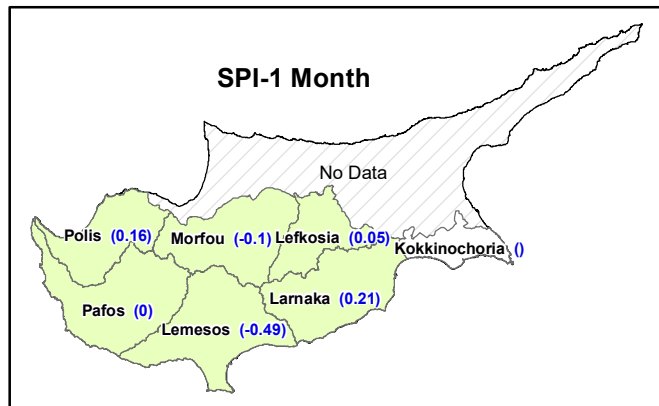 SPI-1 Month
No Data
Polis (0.16)
Morfou (-0.1)
Lefkosia (0.05)
Kokkinochoria ()
Pafos (0)
Larnaka (0.21)
Lemesos (-0.49)